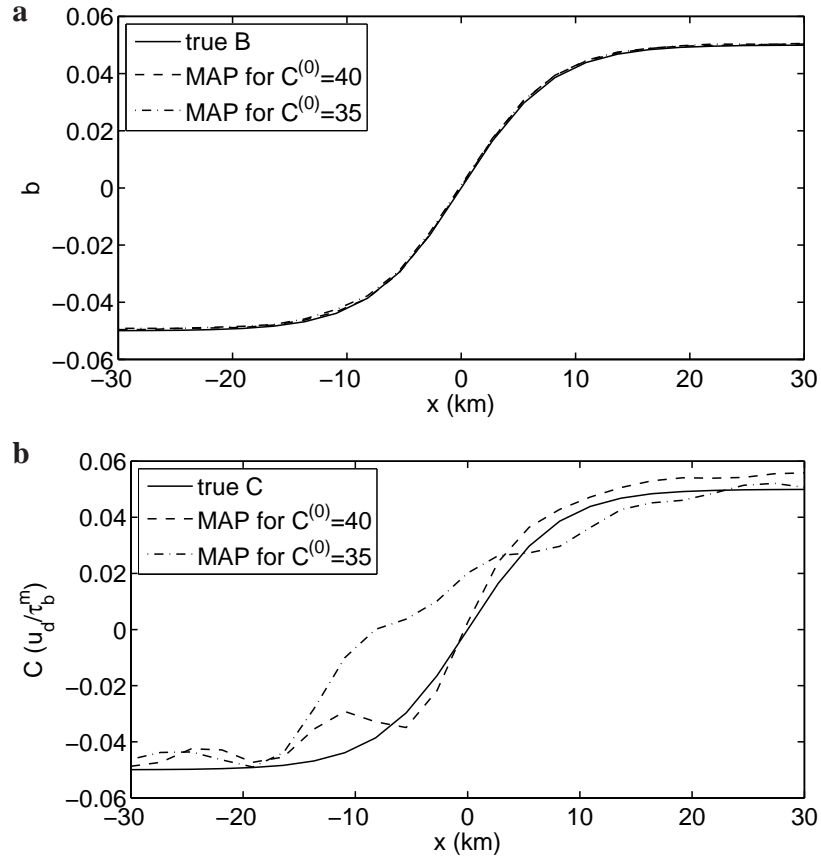 a
0.06
0.04
0.02
0
−0.02
−0.04
−0.06
b
true B
MAP for C^(0)=40
MAP for C^(0)=35
−30 −20 −10 0 10 20 30
x (km)
b
0.06
0.04
0.02
0
−0.02
−0.04
−0.06
C (u_d/τ_b^m)
true C
MAP for C^(0)=40
MAP for C^(0)=35
−30 −20 −10 0 10 20 30
x (km)